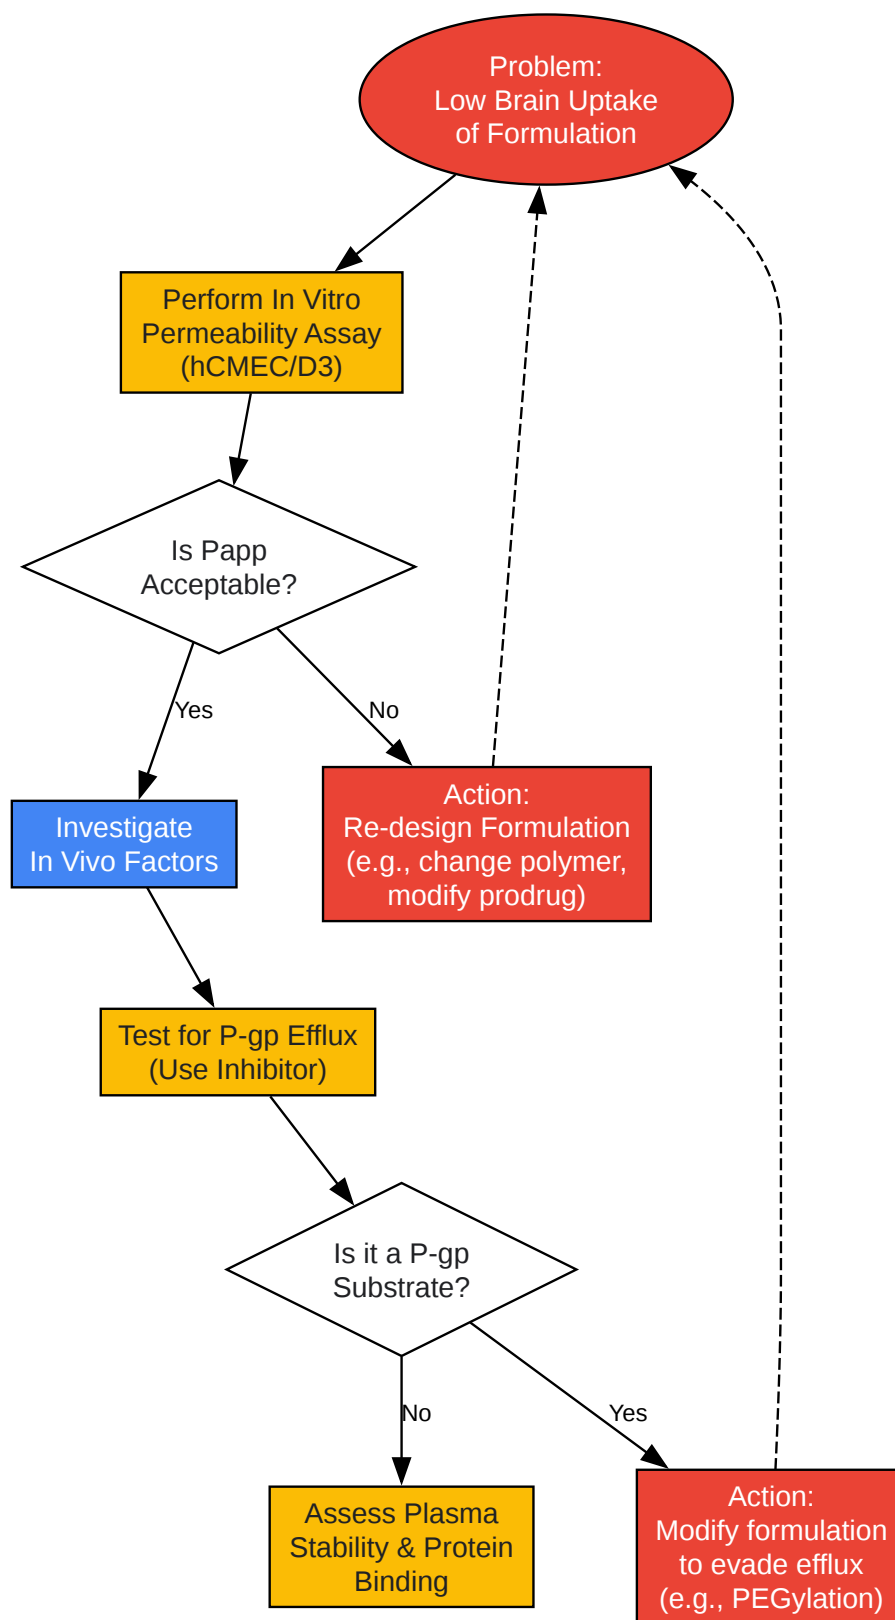 Problem:
Low Brain Uptake
of Formulation
Perform In Vitro
Permeability Assay
(hCMEC/D3)
Is Papp
Acceptable?
Yes
No
Investigate
In Vivo Factors
Action:
Re-design Formulation
(e.g., change polymer,
modify prodrug)
Test for P-gp Efflux
(Use Inhibitor)
Is it a P-gp
Substrate?
No
Yes
Assess Plasma
Stability & Protein
Binding
Action:
Modify formulation
to evade efflux
(e.g., PEGylation)